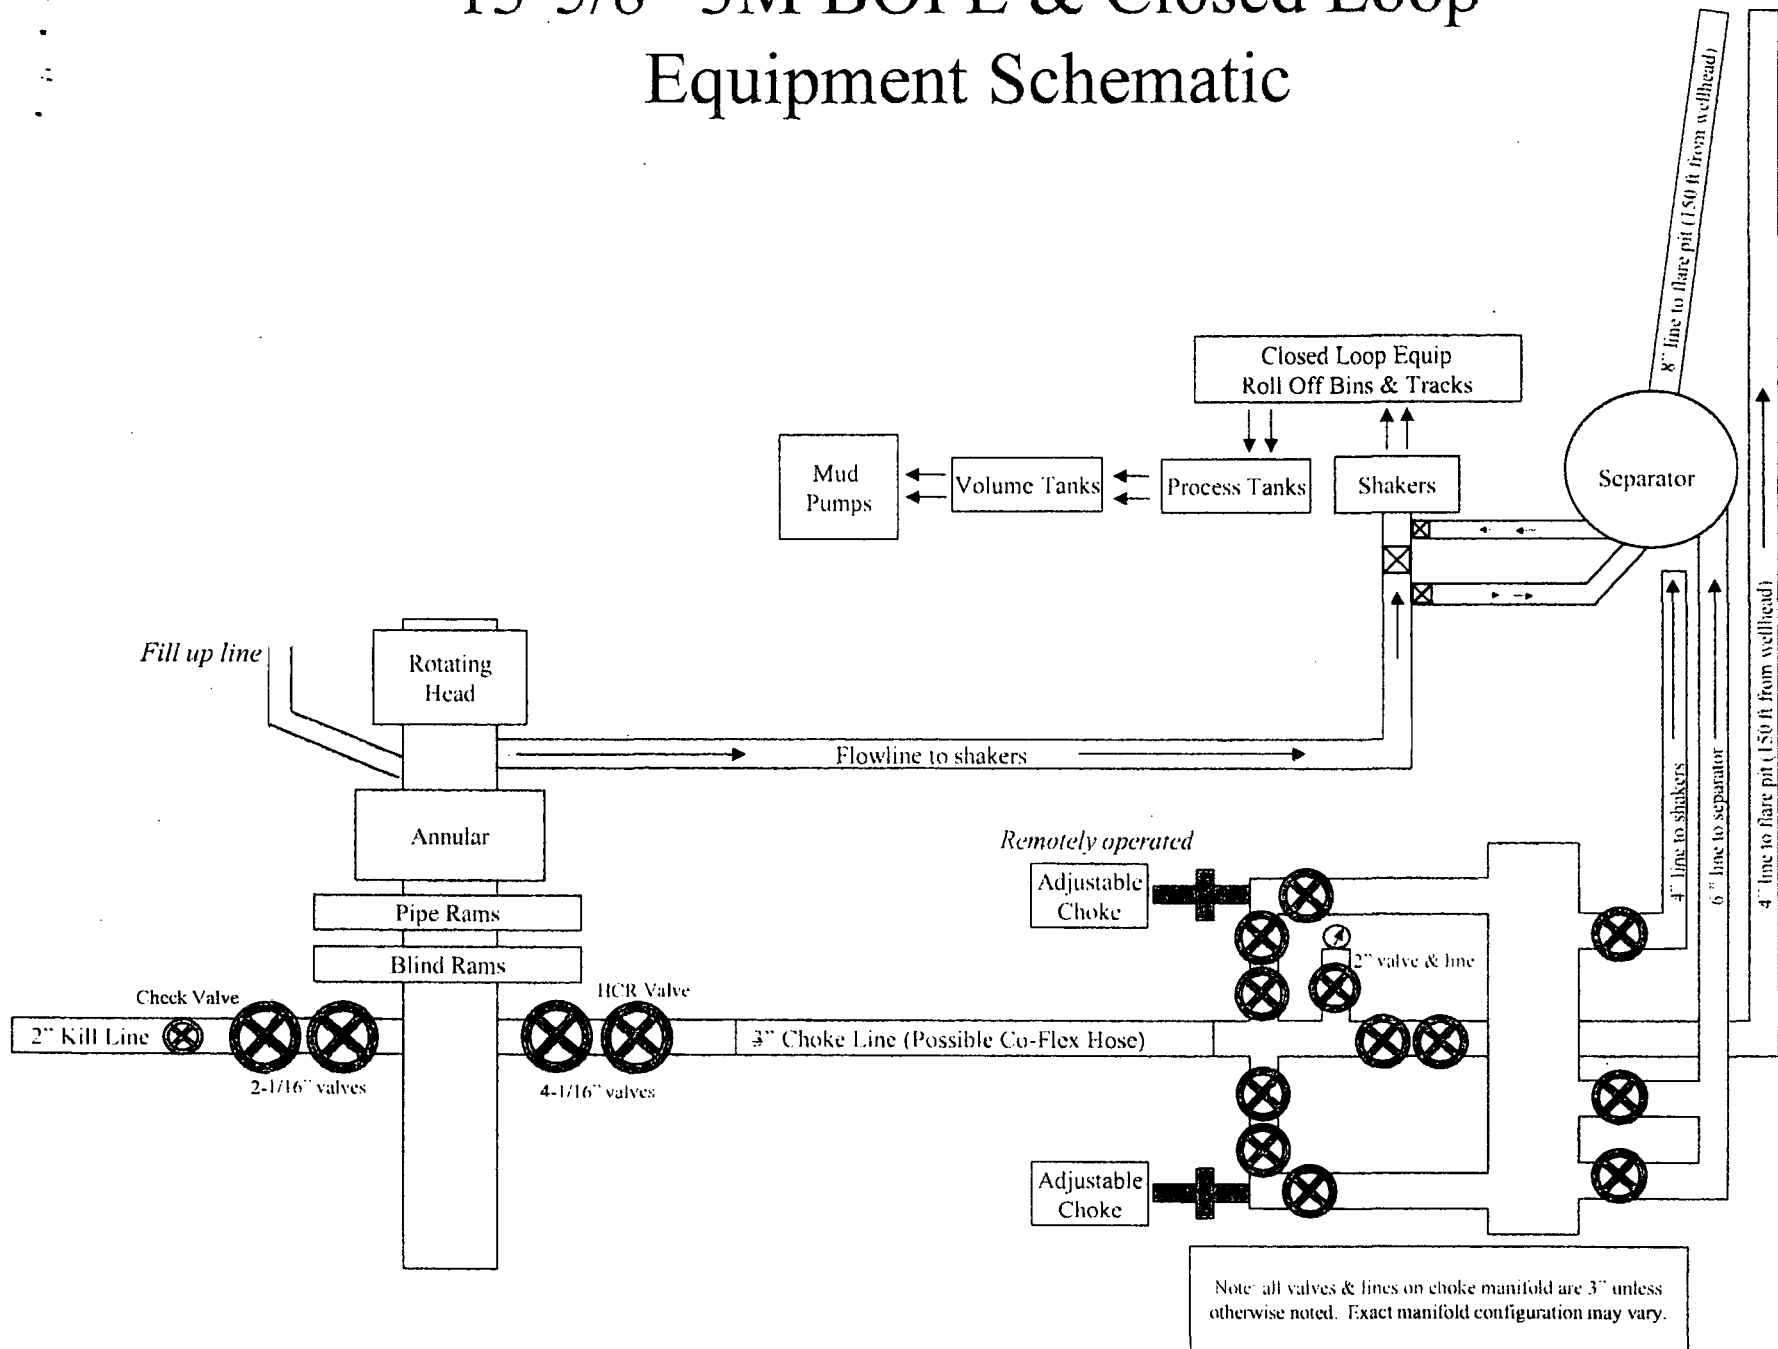 Equipment Schematic
8" line to flare pit (150 ft from wellhead)
Closed Loop Equip
Roll Off Bins & Tracks
Mud
Pumps
Volume Tanks
Process Tanks
Shakers
Separator
Fill up line
Rotating
Head
Flowline to shakers
Annular
Pipe Rams
Blind Rams
Remotely operated
Adjustable
Choke
2" valve & line
4" line to shakers
6" line to separator
4" line to flare pit (150 ft from wellhead)
Check Valve
HCR Valve
2" Kill Line
3" Choke Line (Possible Co-Flex Hose)
2-1/16" valves
4-1/16" valves
Adjustable
Choke
Note: all valves & lines on choke manifold are 3" unless
otherwise noted. Exact manifold configuration may vary.